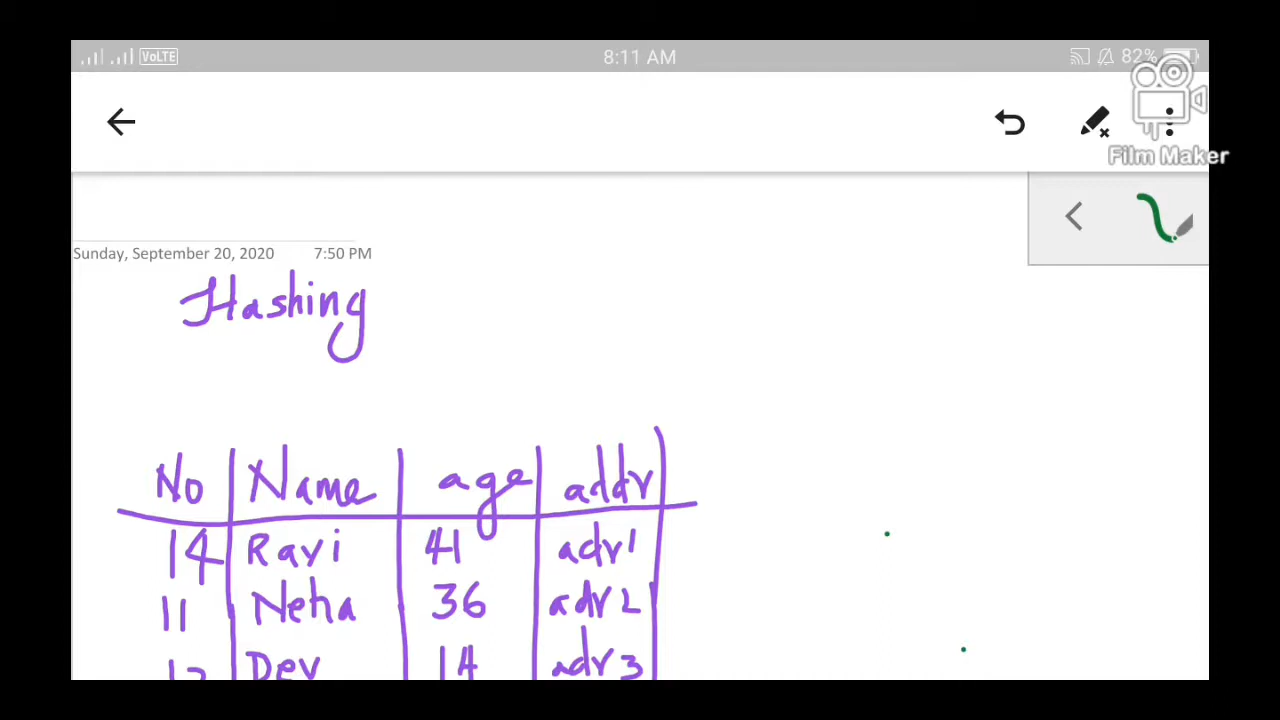 VoLTE 8:11 AM 82%
Film Maker
Sunday, September 20, 2020 7:50 PM
Hashing
No Name age addr
14 Ravi 41 adr1
11 Neha 36 adr2
Dev 14 adr3